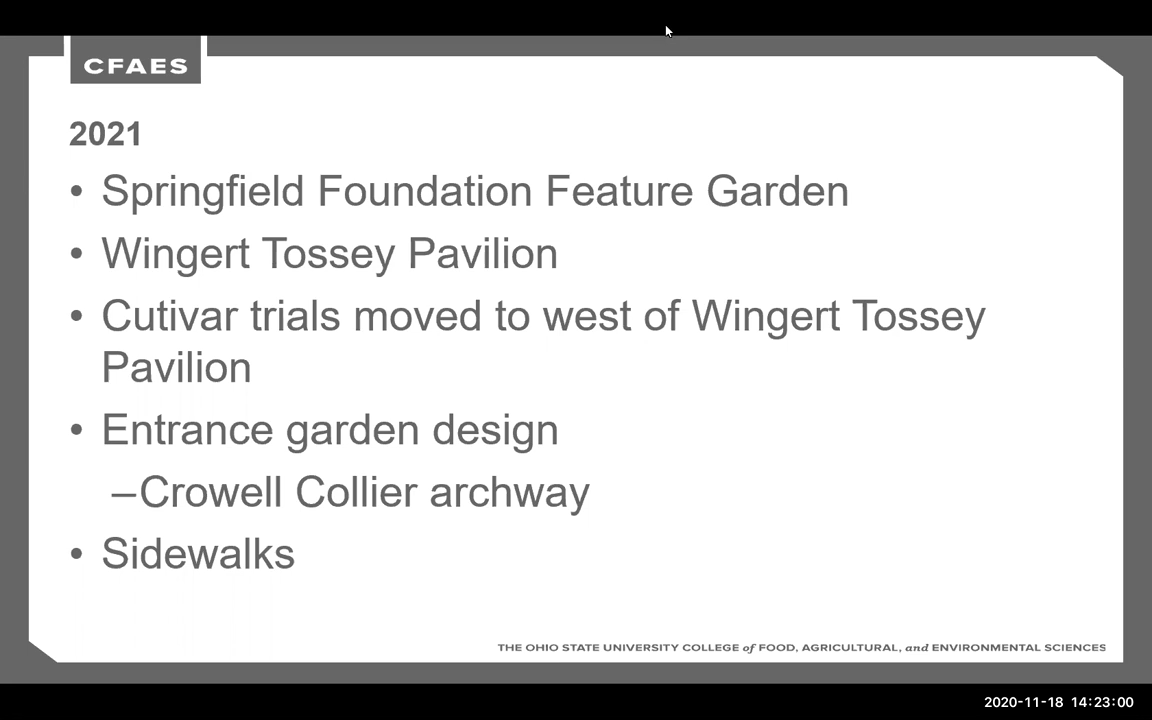 CFAES
2021
• Springfield Foundation Feature Garden
• Wingert Tossey Pavilion
• Cutivar trials moved to west of Wingert Tossey
Pavilion
• Entrance garden design
–Crowell Collier archway
• Sidewalks
THE OHIO STATE UNIVERSITY COLLEGE of FOOD, AGRICULTURAL, and ENVIRONMENTAL SCIENCES
2020-11-18 14:23:00